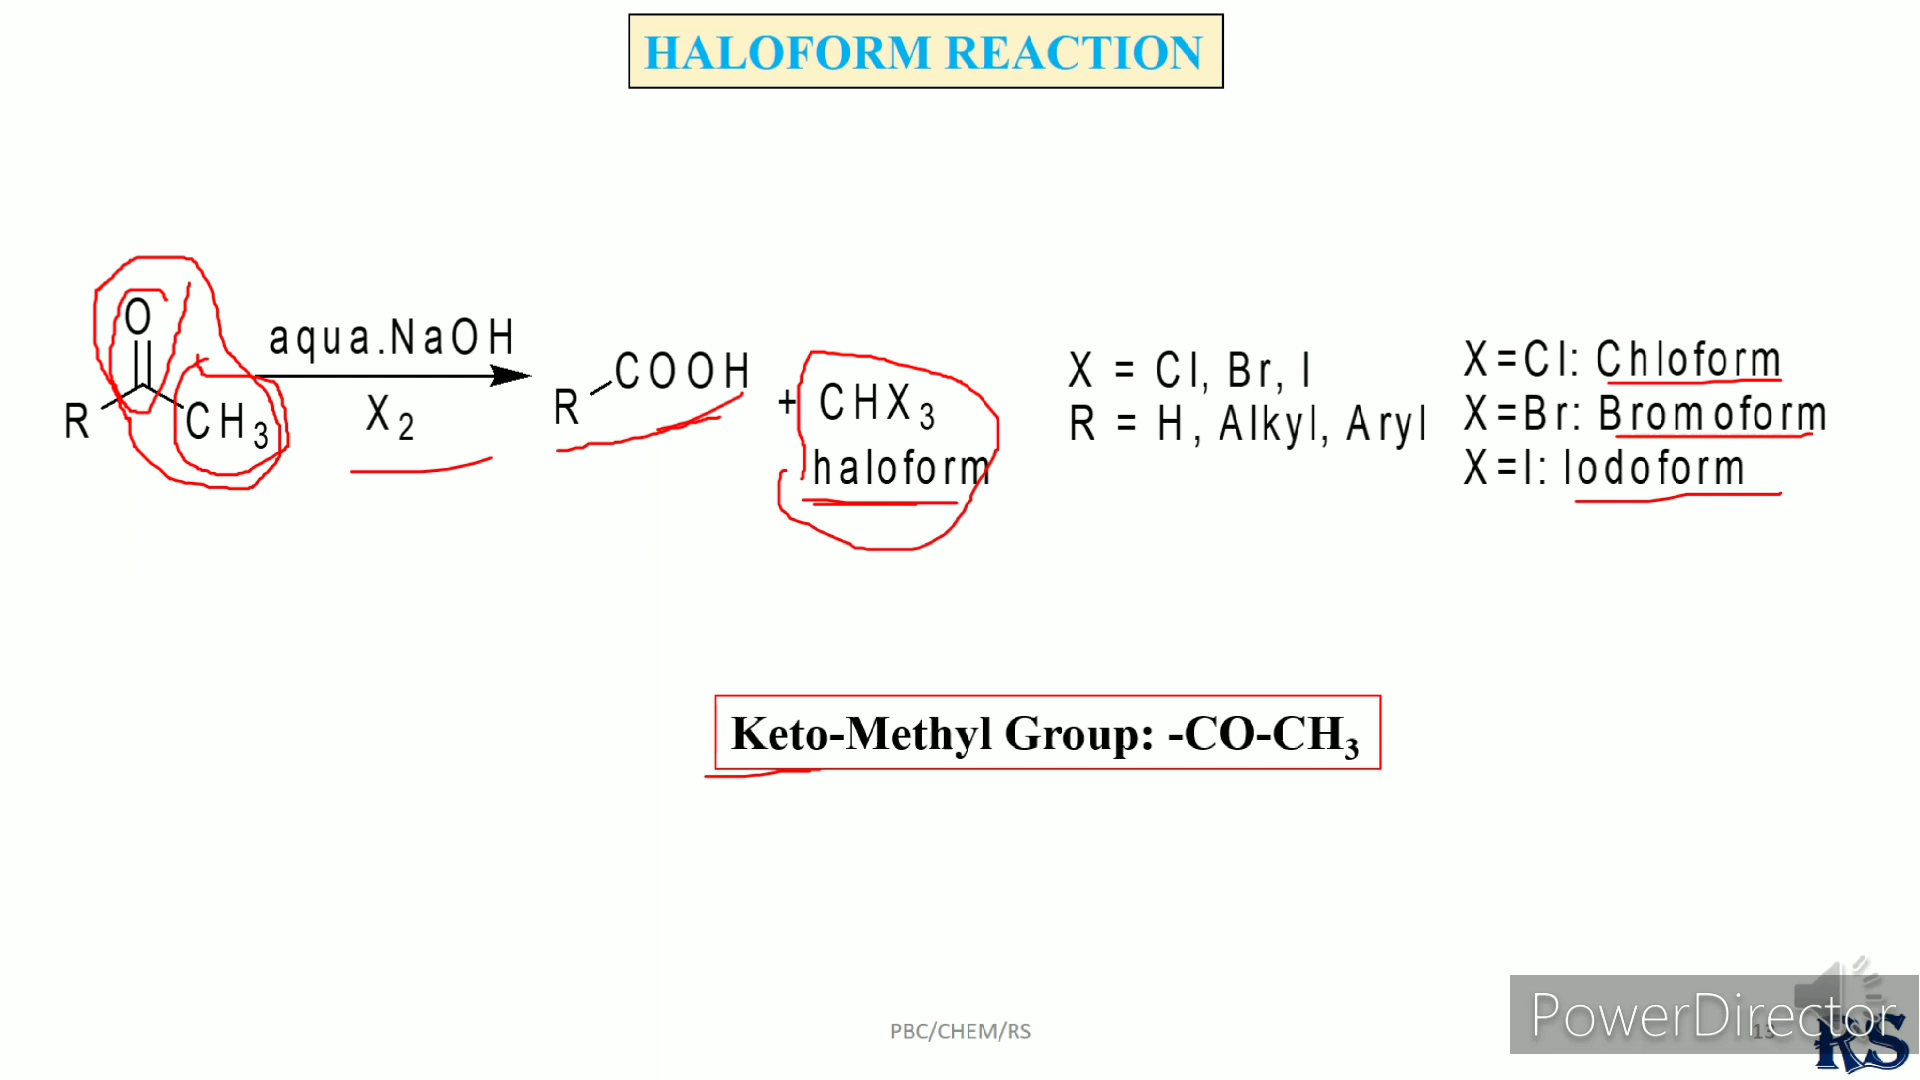 HALOFORM REACTION
O
R CH3
aqua.NaOH
X2
R COOH
+ CHX3
haloform
X = Cl, Br, I
R = H, Alkyl, Aryl
X=Cl: Chloform
X=Br: Bromoform
X=I: Iodoform
Keto-Methyl Group: -CO-CH3
PBC/CHEM/RS
13
PowerDirector
RS